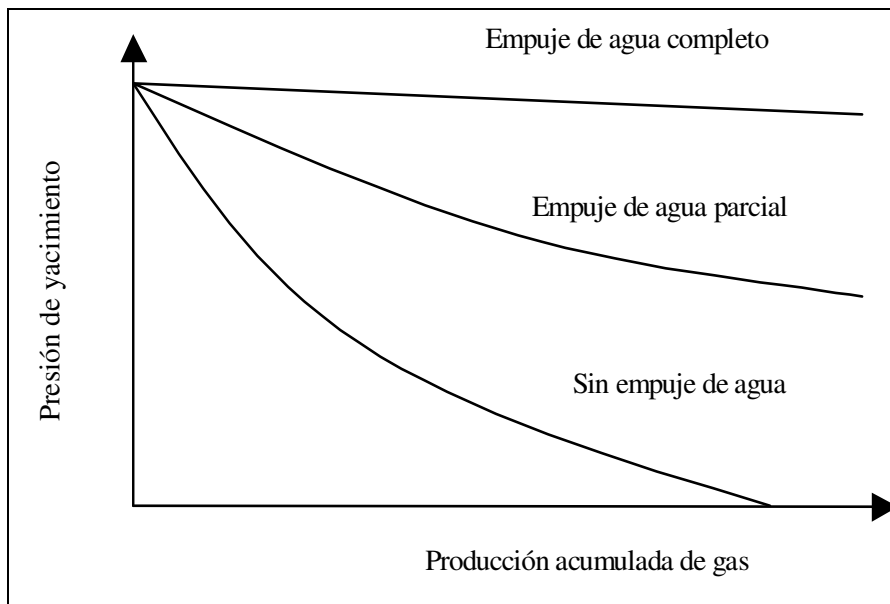 Empuje de agua completo
Presión de yacimiento
Empuje de agua parcial
Sin empuje de agua
Producción acumulada de gas